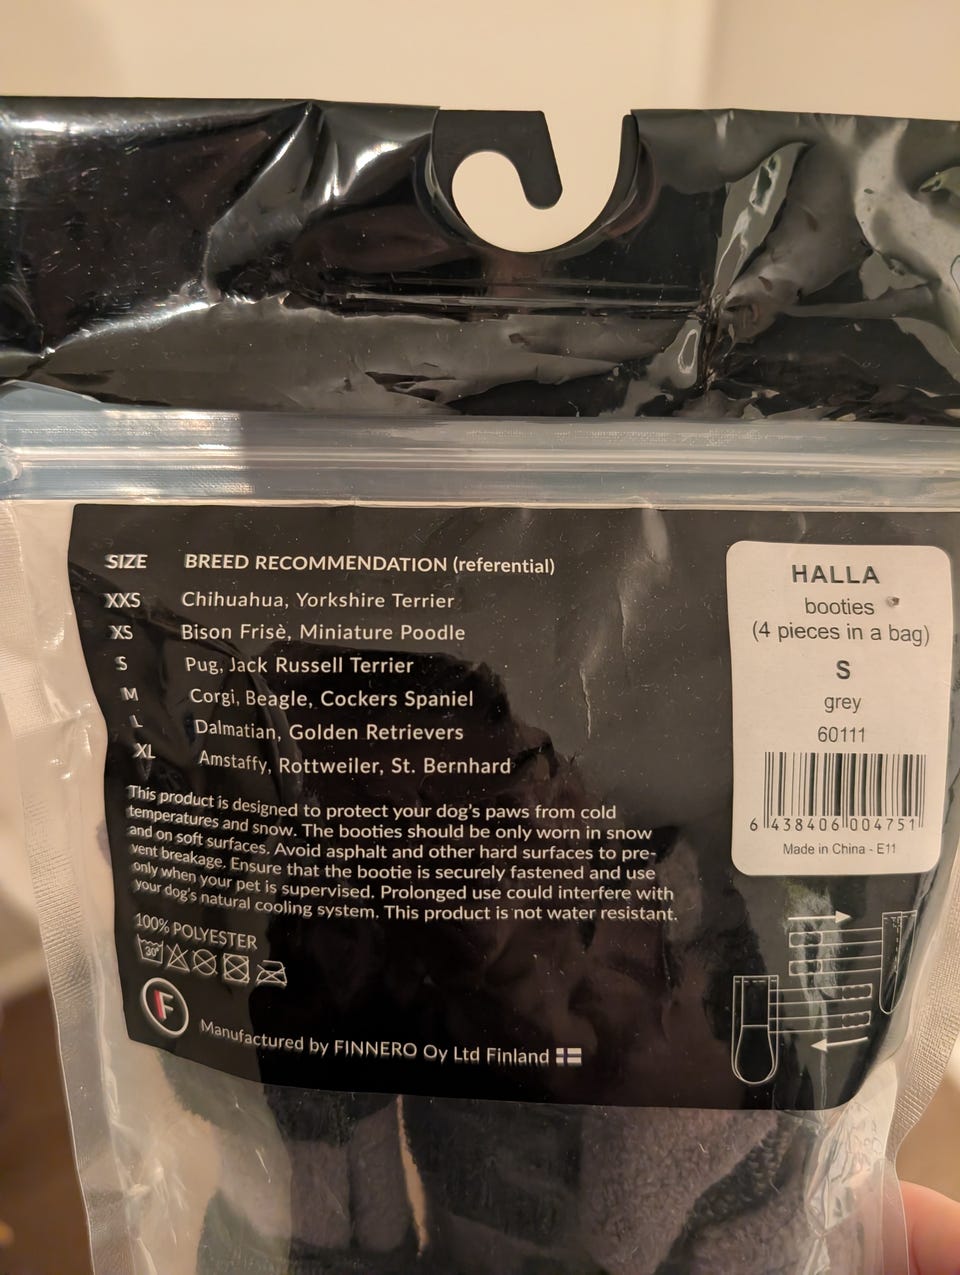 SIZE BREED RECOMMENDATION (referential)
XXS Chihuahua, Yorkshire Terrier
XS Bison Frisè, Miniature Poodle
S Pug, Jack Russell Terrier
M Corgi, Beagle, Cockers Spaniel
L Dalmatian, Golden Retrievers
XL Amstaffy, Rottweiler, St. Bernhard
This product is designed to protect your dog's paws from cold
temperatures and snow. The booties should be only worn in snow
and on soft surfaces. Avoid asphalt and other hard surfaces to pre-
vent breakage. Ensure that the bootie is securely fastened and use
only when your pet is supervised. Prolonged use could interfere with
your dog's natural cooling system. This product is not water resistant.
100% POLYESTER
30°
F
Manufactured by FINNERO Oy Ltd Finland
HALLA
booties
(4 pieces in a bag)
S
grey
60111
6 438406 004751
Made in China - E11